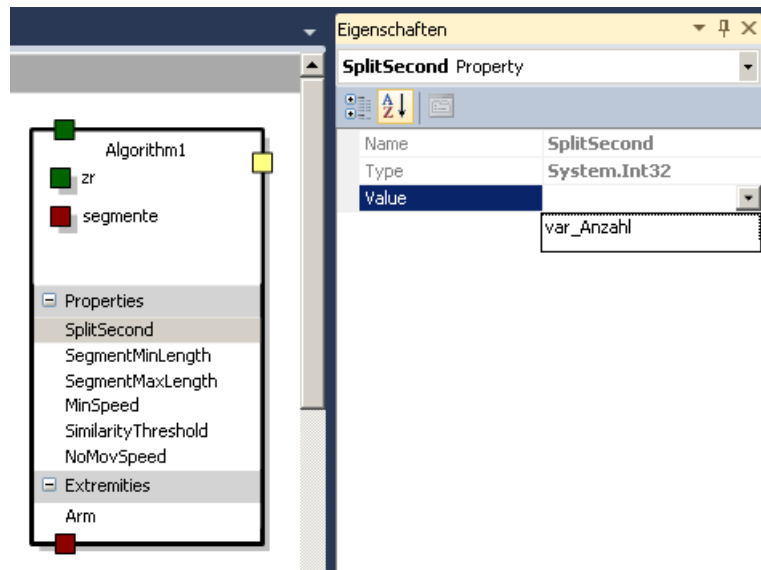 Algorithm1
zr
segmente
Properties
SplitSecond
SegmentMinLength
SegmentMaxLength
MinSpeed
SimilarityThreshold
NoMovSpeed
Extremities
Arm
Eigenschaften
SplitSecond Property
A
Z
Name SplitSecond
Type System.Int32
Value
var_Anzahl